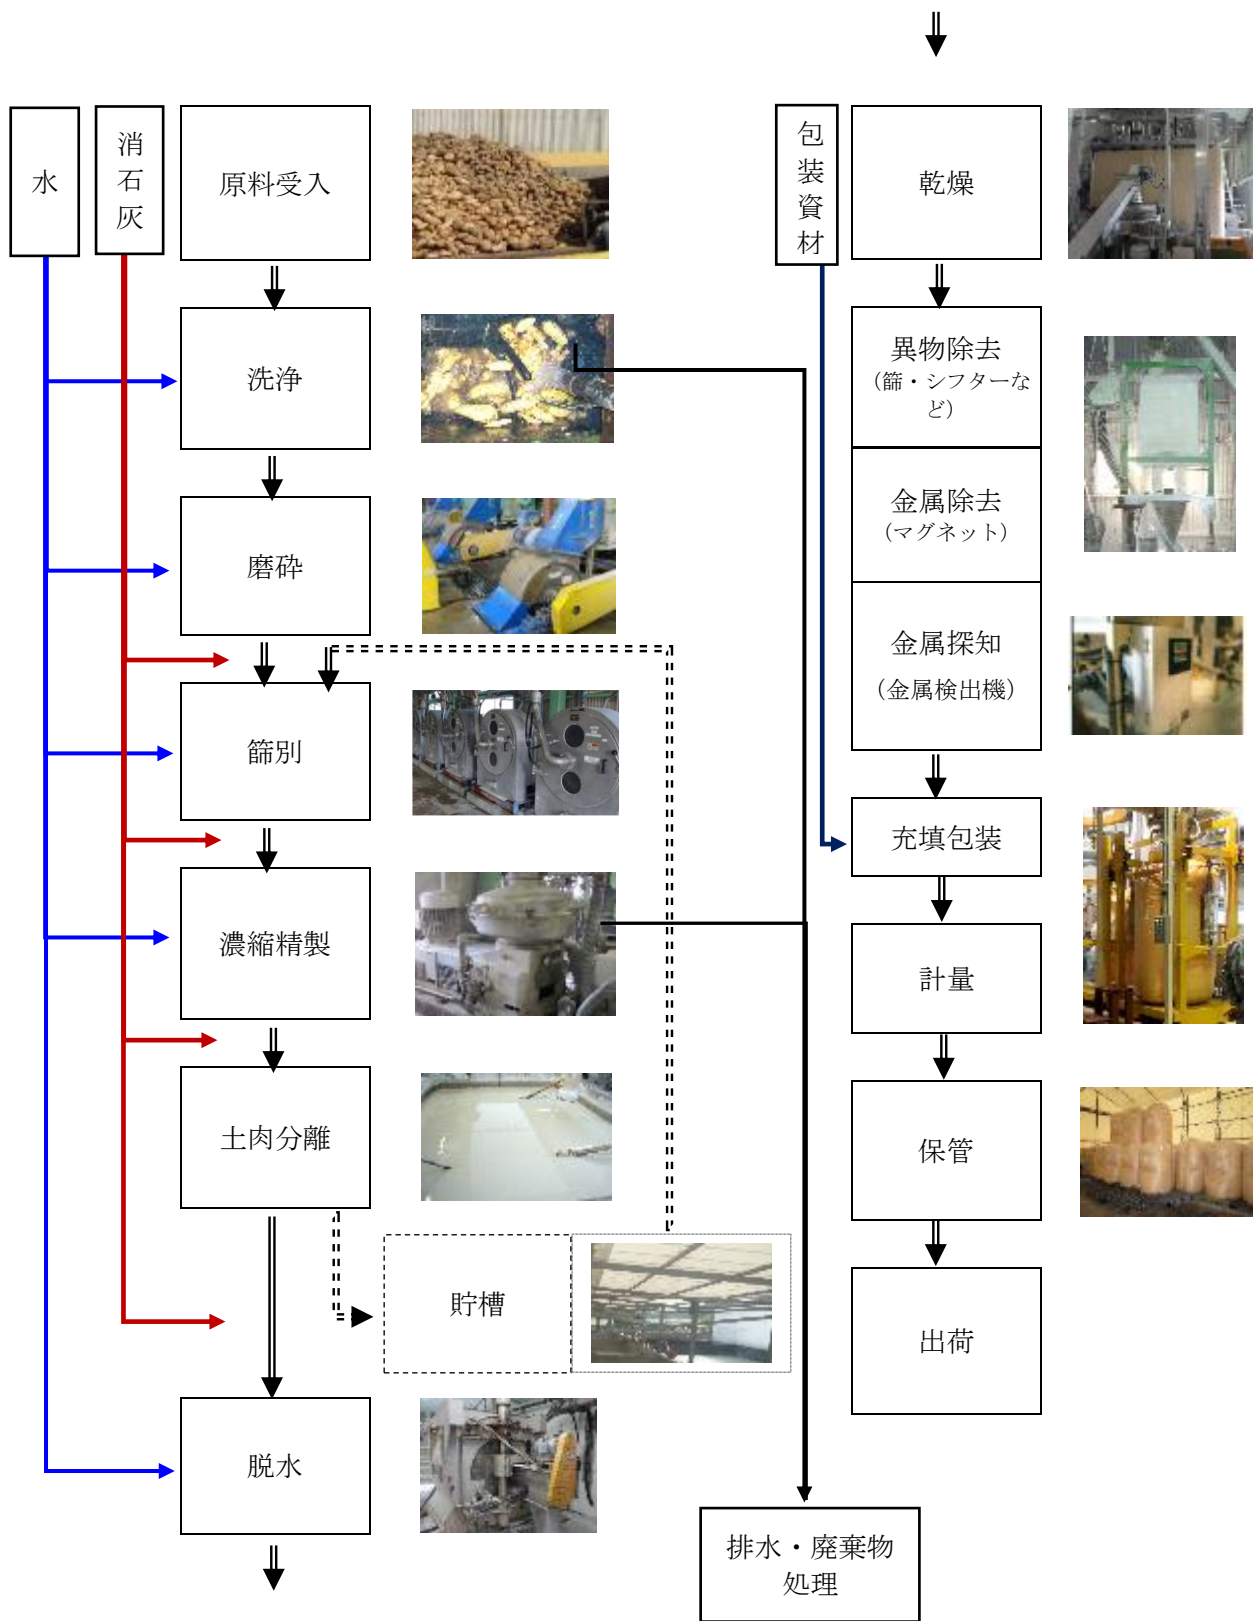 水
消石灰
原料受入
洗浄
磨砕
篩別
濃縮精製
土肉分離
貯槽
脱水
包装資材
乾燥
異物除去
（篩・シフターな
ど）
金属除去
（マグネット）
金属探知
（金属検出機）
充填包装
計量
保管
出荷
排水・廃棄物
処理